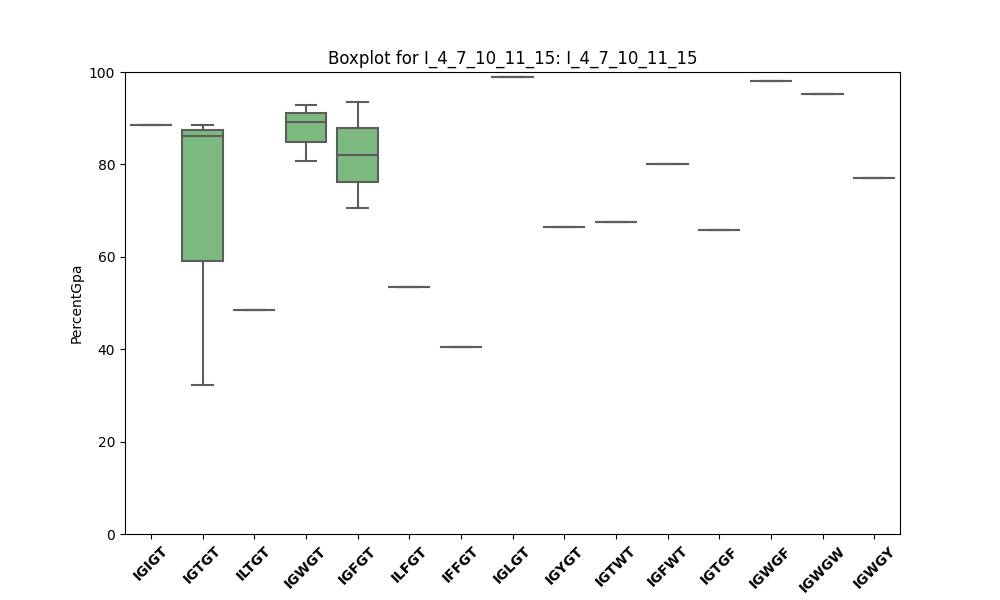 Boxplot for I_4_7_10_11_15: I_4_7_10_11_15
PercentGpa
100
80
60
40
20
0
IGIGT
IGTGT
ILTGT
IGWGT
IGFGT
ILFGT
IFFGT
IGLGT
IGYGT
IGTWT
IGFWT
IGTGF
IGWGF
IGWGW
IGWGY